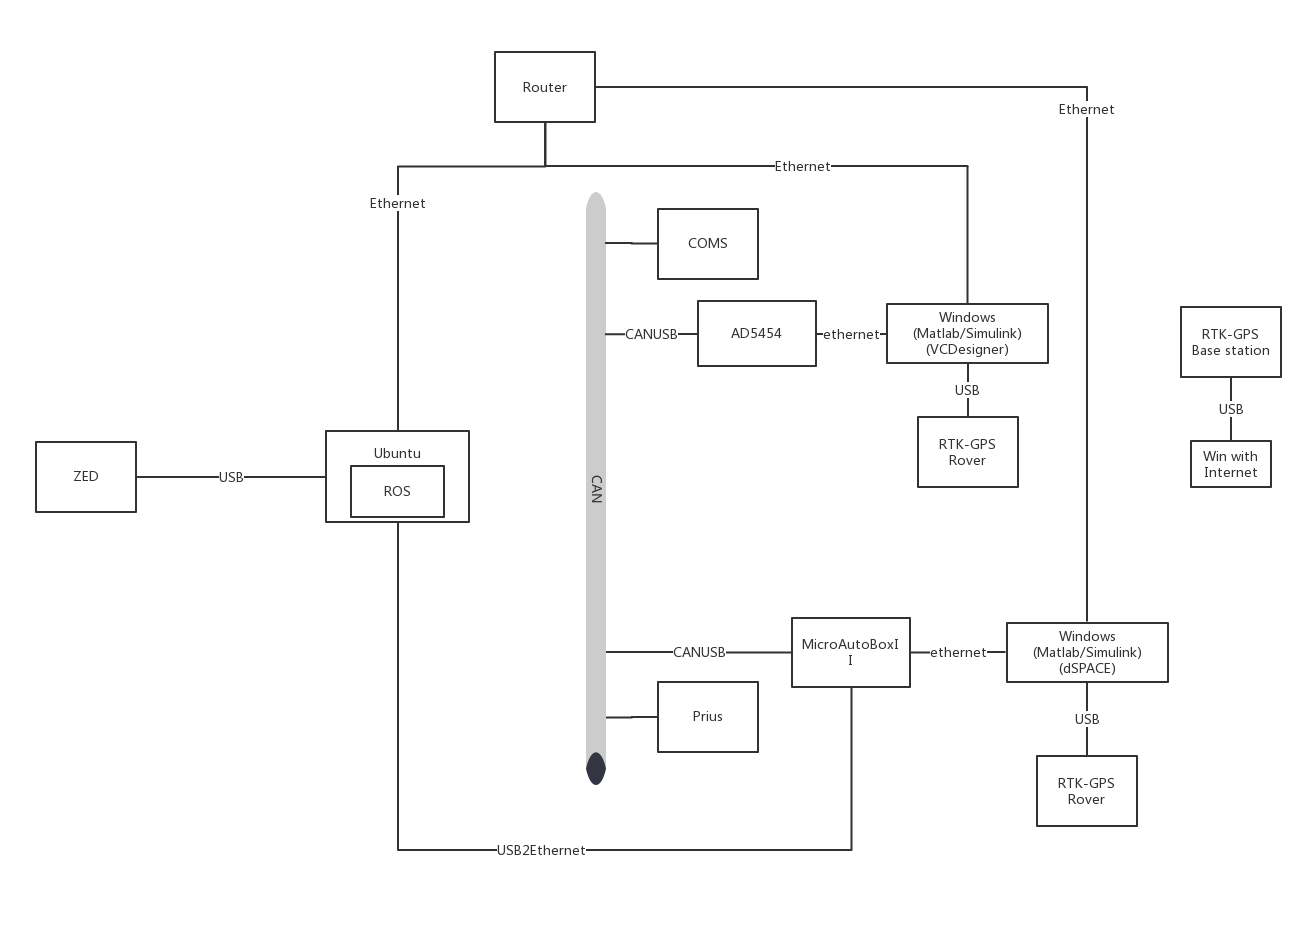 Router
Ethernet
Ethernet
Ethernet
COMS
CANUSB
AD5454
ethernet
Windows
(Matlab/Simulink)
(VCDesigner)
RTK-GPS
Base station
USB
USB
RTK-GPS
Rover
Win with
Internet
ZED
USB
Ubuntu
ROS
CAN
CANUSB
MicroAutoBoxI
I
ethernet
Windows
(Matlab/Simulink)
(dSPACE)
Prius
USB
RTK-GPS
Rover
USB2Ethernet